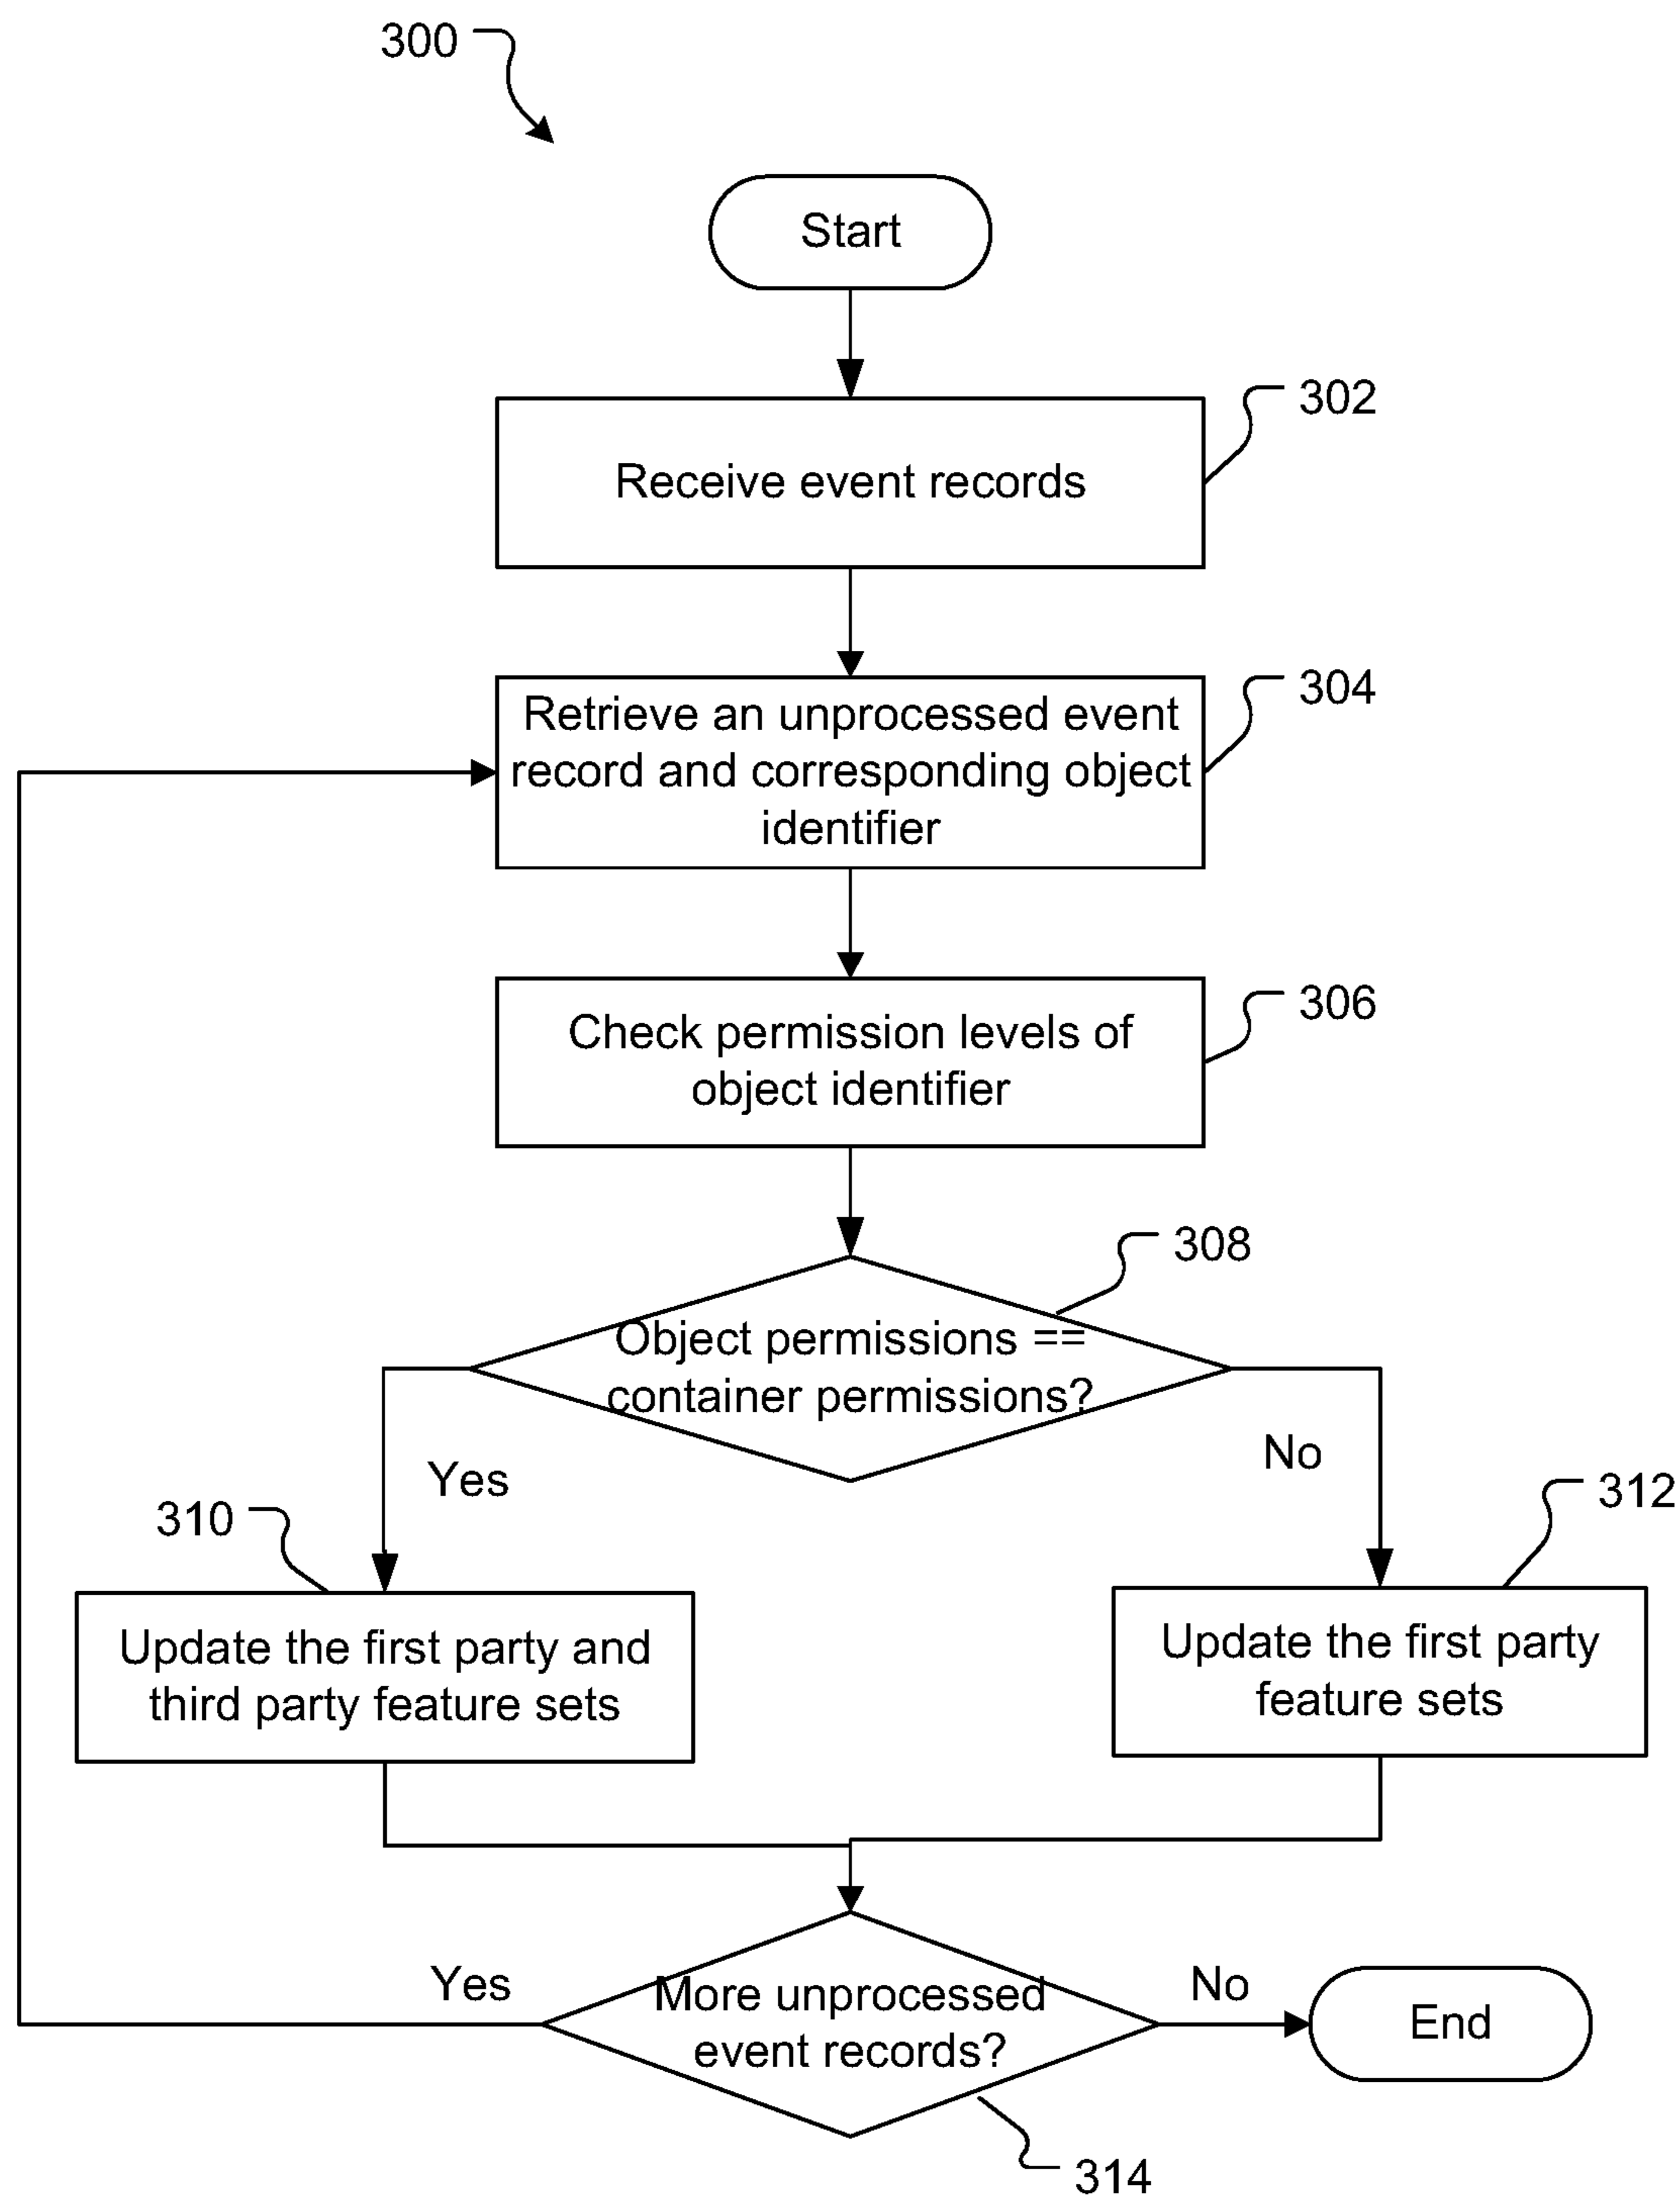 300
Start
302
Receive event records
304
Retrieve an unprocessed event
record and corresponding object
identifier
306
Check permission levels of
object identifier
308
Object permissions ==
container permissions?
Yes
No
310
312
Update the first party and
third party feature sets
Update the first party
feature sets
Yes
More unprocessed
event records?
No
End
314